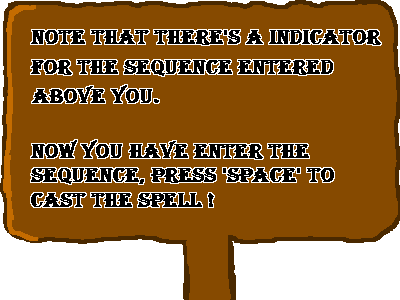 NOTE THAT THERE'S A INDICATOR
FOR THE SEQUENCE ENTERED
ABOVE YOU.
NOW YOU HAVE ENTER THE
SEQUENCE, PRESS 'SPACE' TO
CAST THE SPELL !